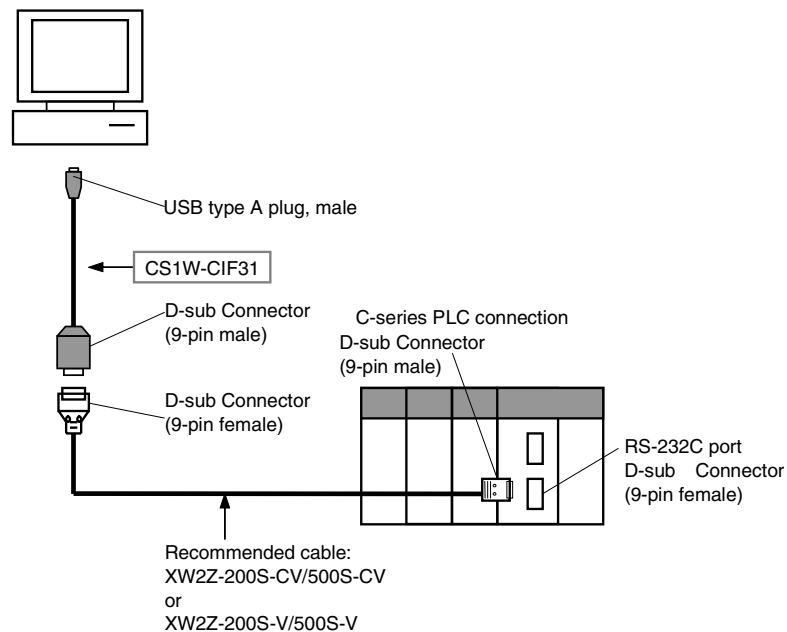 USB type A plug, male
CS1W-CIF31
D-sub Connector
(9-pin male)
D-sub Connector
(9-pin female)
C-series PLC connection
D-sub Connector
(9-pin male)
RS-232C port
D-sub Connector
(9-pin female)
Recommended cable:
XW2Z-200S-CV/500S-CV
or
XW2Z-200S-V/500S-V